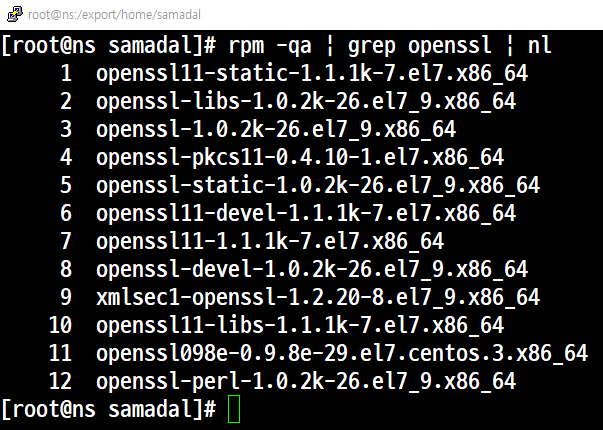 root@ns:/export/home/samadal
[root@ns samadal]# rpm -qa | grep openssl | nl
1 openssl11-static-1.1.1k-7.el7.x86_64
2 openssl-libs-1.0.2k-26.el7_9.x86_64
3 openssl-1.0.2k-26.el7_9.x86_64
4 openssl-pkcs11-0.4.10-1.el7.x86_64
5 openssl-static-1.0.2k-26.el7_9.x86_64
6 openssl11-devel-1.1.1k-7.el7.x86_64
7 openssl11-1.1.1k-7.el7.x86_64
8 openssl-devel-1.0.2k-26.el7_9.x86_64
9 xmlsec1-openssl-1.2.20-8.el7_9.x86_64
10 openssl11-libs-1.1.1k-7.el7.x86_64
11 openssl098e-0.9.8e-29.el7.centos.3.x86_64
12 openssl-perl-1.0.2k-26.el7_9.x86_64
[root@ns samadal]#